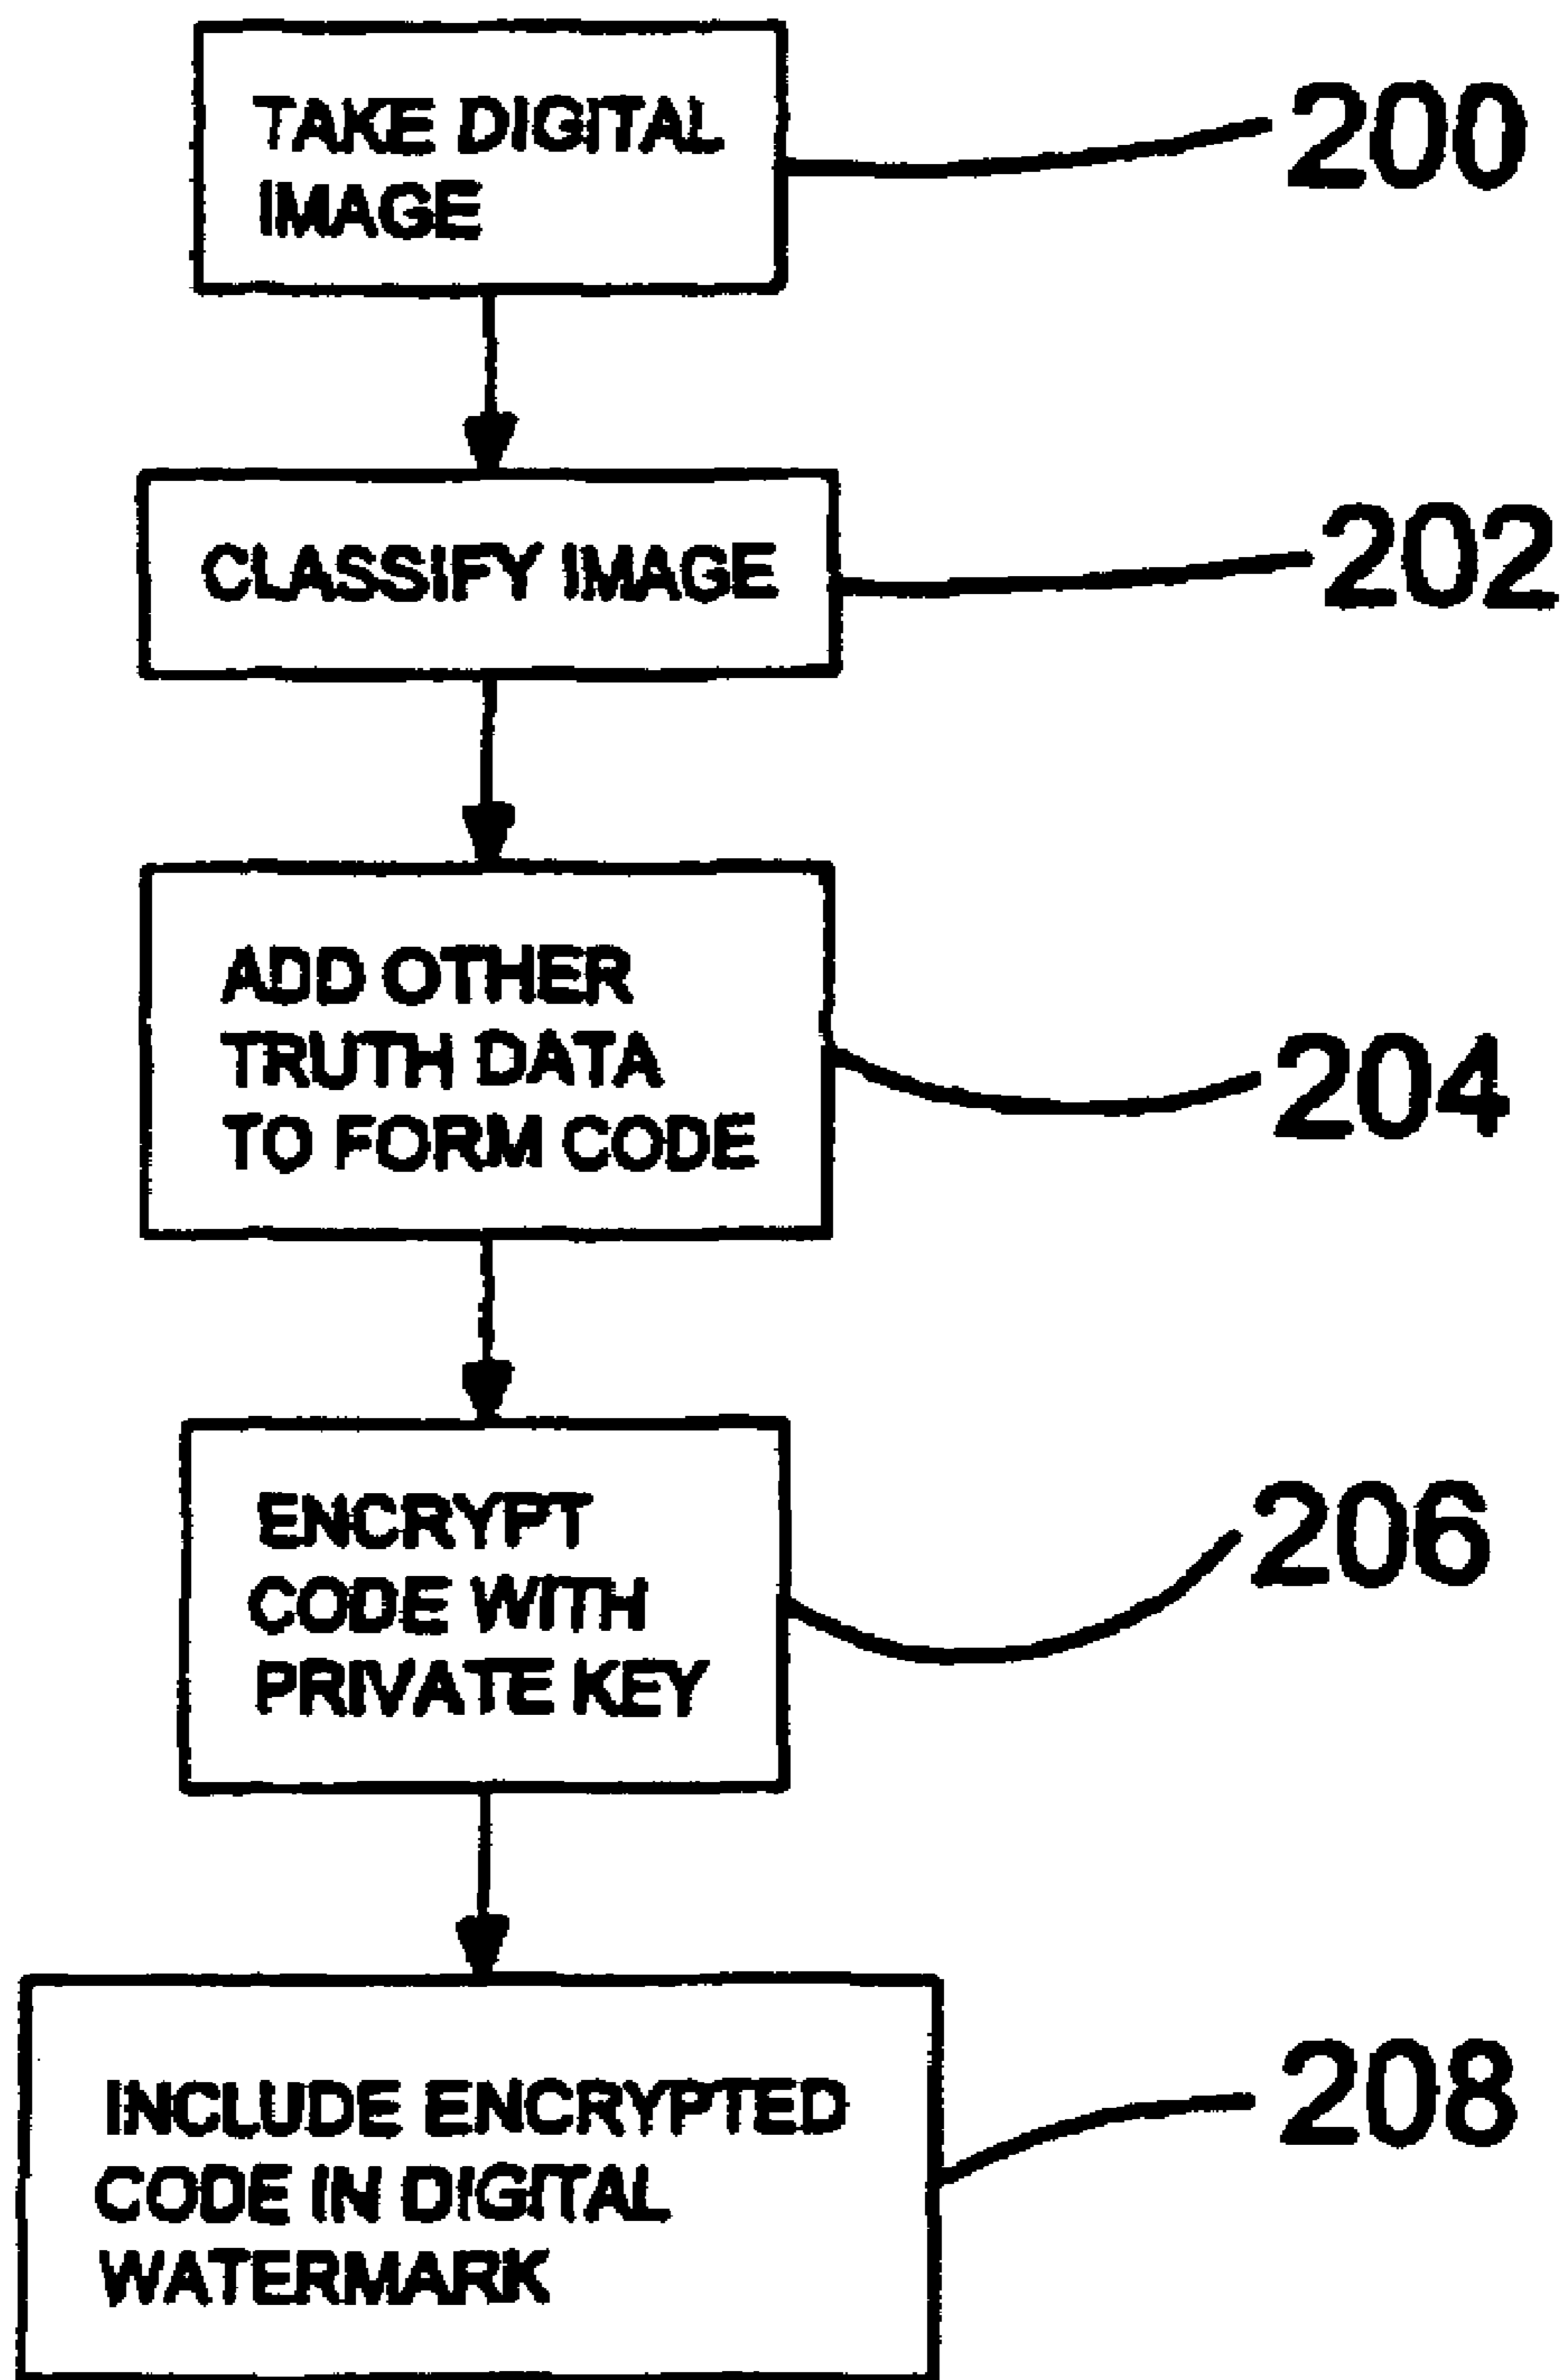 TAKE DIGITAL
IMAGE
200
CLASSIFY IMAGE
202
ADD OTHER
TRUTH DATA
TO FORM CODE
204
ENCRYPT
CODE WITH
PRIVATE KEY
206
INCLUDE ENCRYPTED
CODE IN DIGITAL
WATERMARK
208